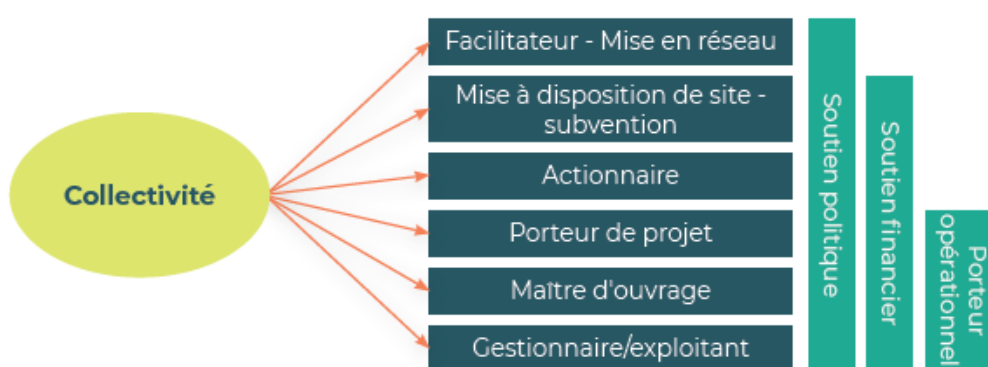 Collectivité
Facilitateur - Mise en réseau
Mise à disposition de site -
subvention
Actionnaire
Porteur de projet
Maître d'ouvrage
Gestionnaire/exploitant
Soutien politique
Soutien financier
Porteur
opérationnel